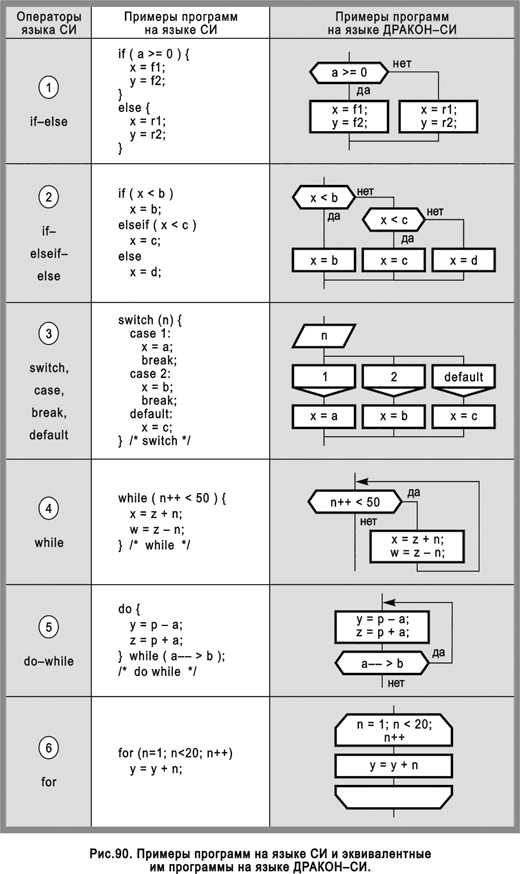 Операторы
языка СИ
Примеры программ
на языке СИ
Примеры программ
на языке ДРАКОН–СИ
1
if–else
if ( a >= 0 ) {
x = f1;
y = f2;
}
else {
x = r1;
y = r2;
}
a >= 0
нет
да
x = f1;
y = f2;
x = r1;
y = r2;
2
if–
elseif–
else
if ( x < b )
x = b;
elseif ( x < c )
x = c;
else
x = d;
x < b
нет
да
x < c
нет
да
x = b
x = c
x = d
3
switch,
case,
break,
default
switch (n) {
case 1:
x = a;
break;
case 2:
x = b;
break;
default:
x = c;
} /* switch */
n
1
2
default
x = a
x = b
x = c
4
while
while ( n++ < 50 ) {
x = z + n;
w = z – n;
} /* while */
n++ < 50
да
нет
x = z + n;
w = z – n;
5
do–while
do {
y = p – a;
z = p + a;
} while ( a–– > b );
/* do while */
y = p – a;
z = p + a;
a–– > b
да
нет
6
for
for (n=1; n<20; n++)
y = y + n;
n = 1; n < 20;
n++
y = y + n
Рис.90. Примеры программ на языке СИ и эквивалентные
им программы на языке ДРАКОН–СИ.